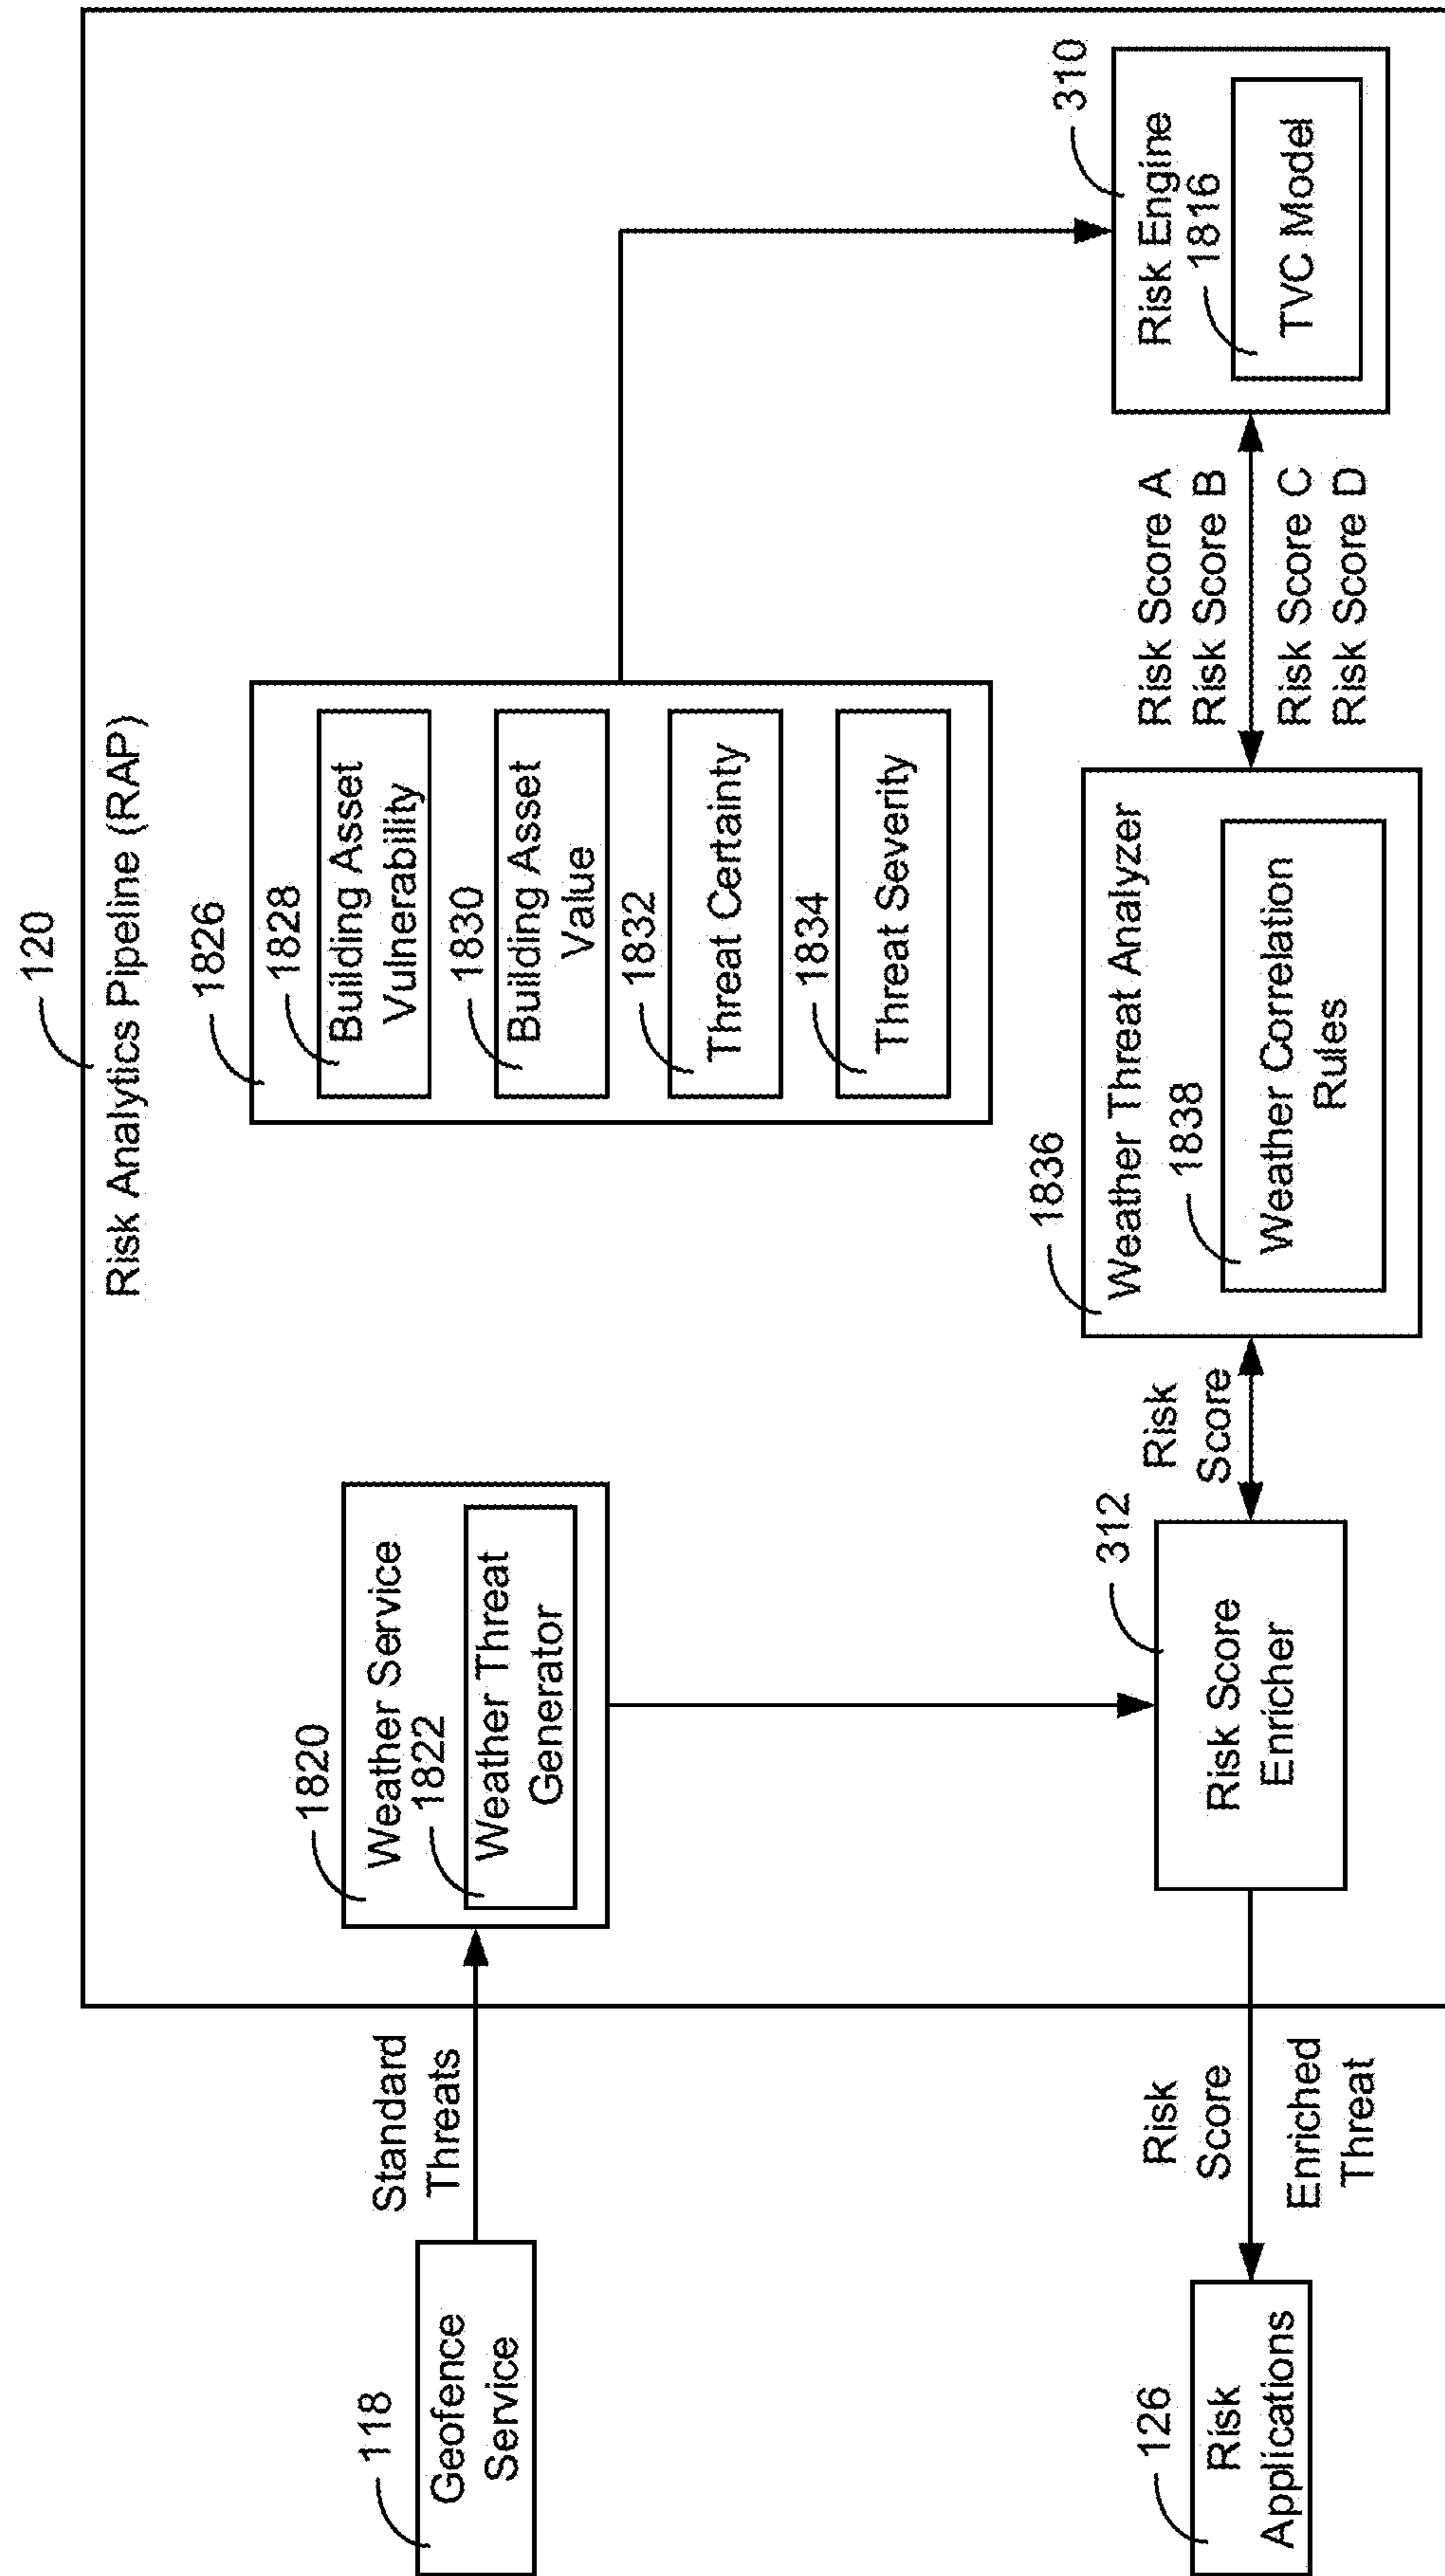 120
Risk Analytics Pipeline (RAP)
118
Geofence
Service
Standard
Threats
1820
Weather Service
1822
Weather Threat
Generator
1826
1828
Building Asset
Vulnerability
1830
Building Asset
Value
1832
Threat Certainty
1834
Threat Severity
126
Risk
Applications
Risk
Score
Enriched
Threat
312
Risk Score
Enricher
Risk
Score
1836
Weather Threat Analyzer
1838
Weather Correlation
Rules
Risk Score A
Risk Score B
Risk Score C
Risk Score D
310
Risk Engine
1816
TVC Model